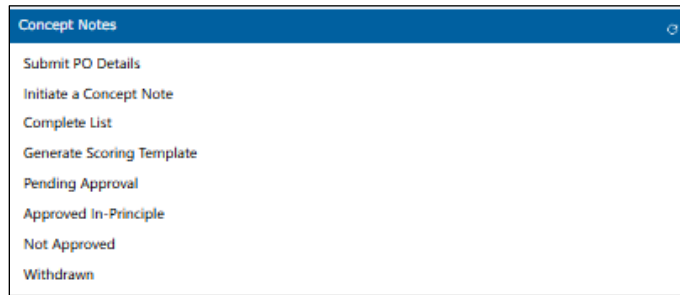 Concept Notes
Submit PO Details
Initiate a Concept Note
Complete List
Generate Scoring Template
Pending Approval
Approved In-Principle
Not Approved
Withdrawn